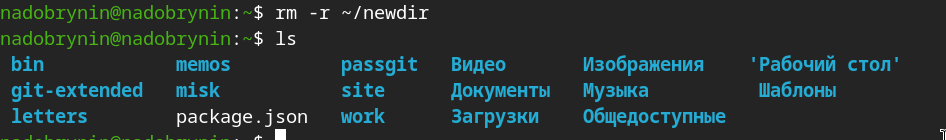 nadobrynin@nadobrynin:~$ rm -r ~/newdir
nadobrynin@nadobrynin:~$ ls
bin memos passgit Видео Изображения 'Рабочий стол'
git-extended misk site Документы Музыка Шаблоны
letters package.json work Загрузки Общедоступные
nadobrynin@nadobrynin:~$